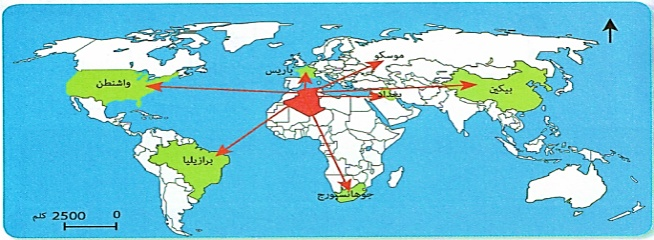 موسكو
باريس
واشنطن
بغداد
بيكين
برازيليا
جوهانسبورج
0 2500 كلم